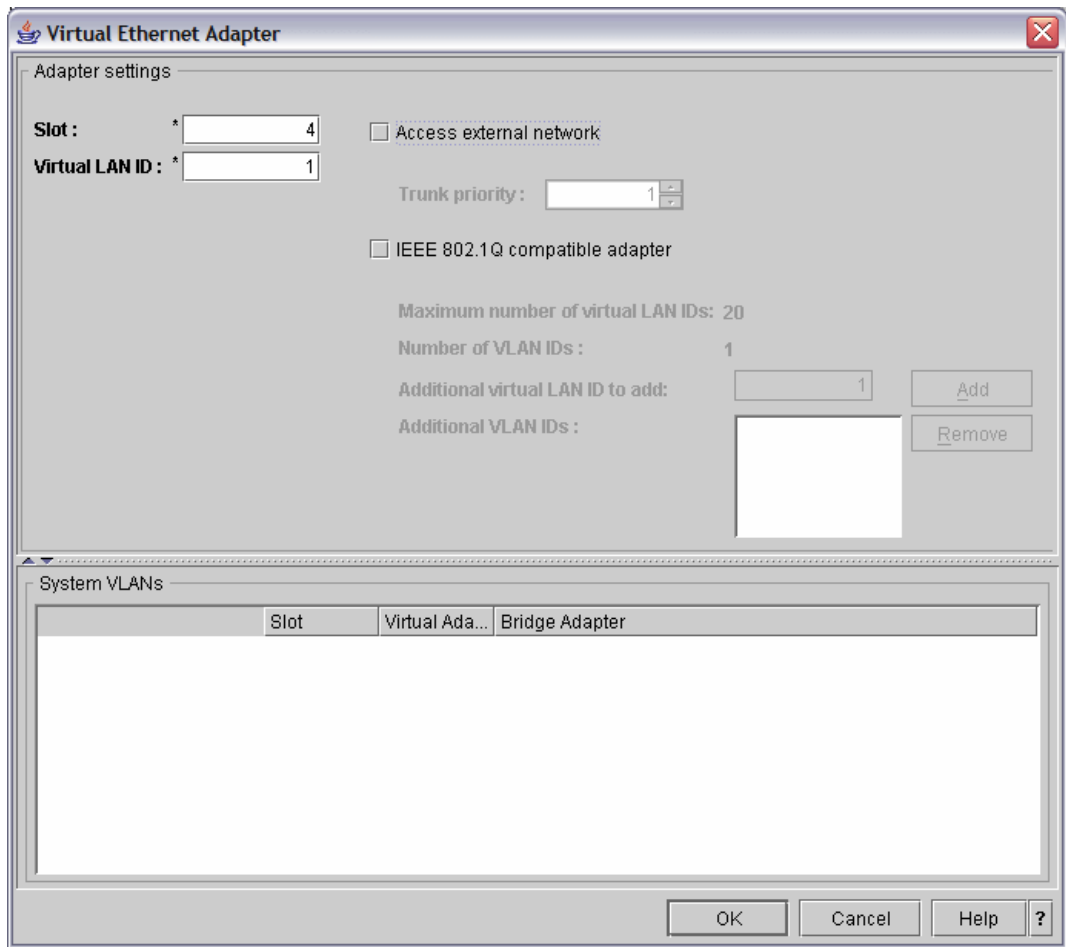 Virtual Ethernet Adapter
Adapter settings
Slot : * 4
Virtual LAN ID : * 1
Access external network
Trunk priority : 1
IEEE 802.1Q compatible adapter
Maximum number of virtual LAN IDs: 20
Number of VLAN IDs : 1
Additional virtual LAN ID to add: 1 Add
Additional VLAN IDs : Remove
System VLANs
Slot Virtual Ada... Bridge Adapter
OK Cancel Help ?